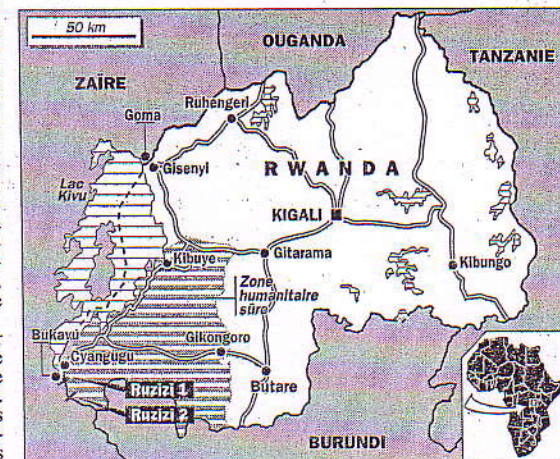 50 km
OUGANDA
TANZANIE
ZAÏRE
Ruhengeri
Goma
Gisenyi
RWANDA
Lac
Kivu
KIGALI
Kibuye
Gitarama
Kibungo
Zone
humanitaire
sûre
Bukavu
Gikongoro
Cyangugu
Butare
Ruzizi 1
Ruzizi 2
BURUNDI